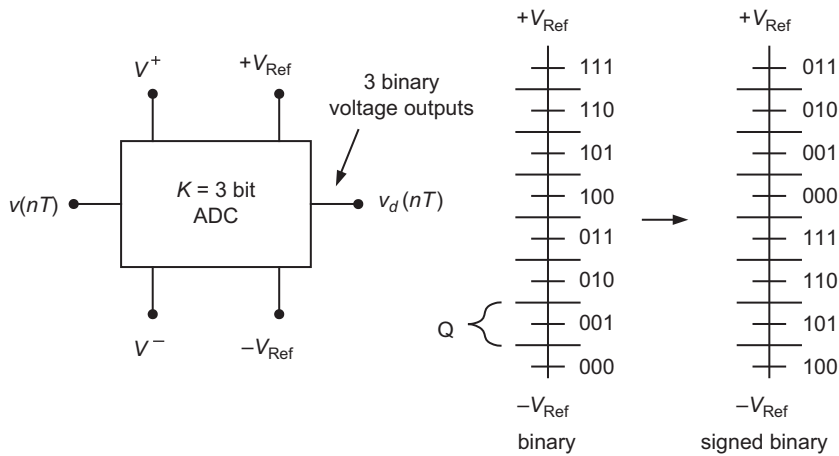 V⁺
+V_Ref
3 binary
voltage outputs
v(nT)
K = 3 bit
ADC
v_d(nT)
V⁻
−V_Ref
+V_Ref
111
110
101
100
011
010
Q
001
000
−V_Ref
binary
+V_Ref
011
010
001
000
111
110
101
100
−V_Ref
signed binary